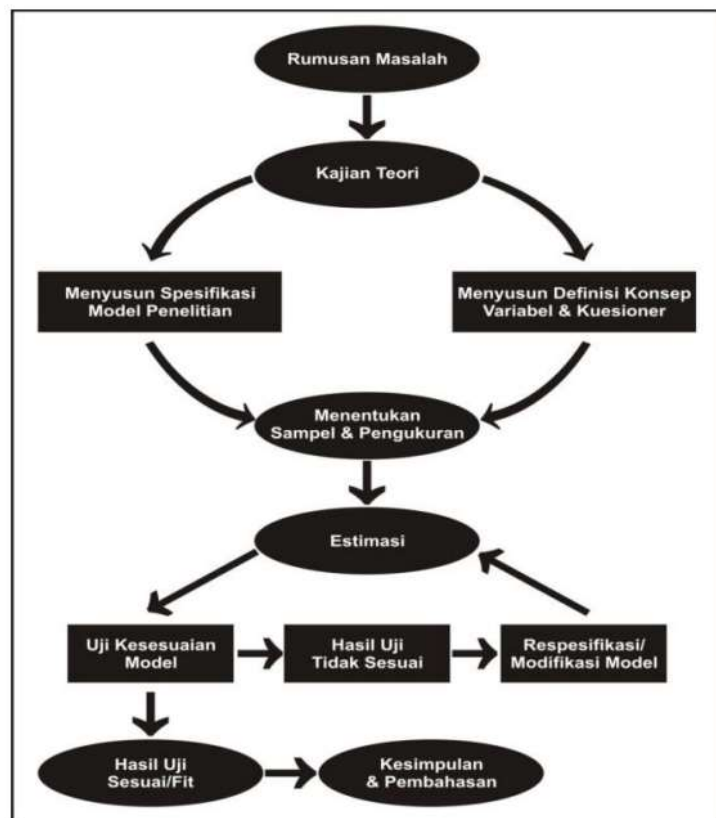 Rumusan Masalah
Kajian Teori
Menyusun Spesifikasi
Model Penelitian
Menyusun Definisi Konsep
Variabel & Kuesioner
Menentukan
Sampel & Pengukuran
Estimasi
Uji Kesesuaian
Model
Hasil Uji
Tidak Sesuai
Respesifikasi/
Modifikasi Model
Hasil Uji
Sesuai/Fit
Kesimpulan
& Pembahasan